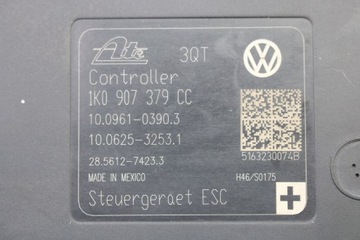 Ate 3QT
Controller
1K0 907 379 CC
10.0961-0390.3
10.0625-3253.1
28.5612-7423.3
5163230074B
MADE IN MEXICO H46/S0175
Steuergeraet ESC